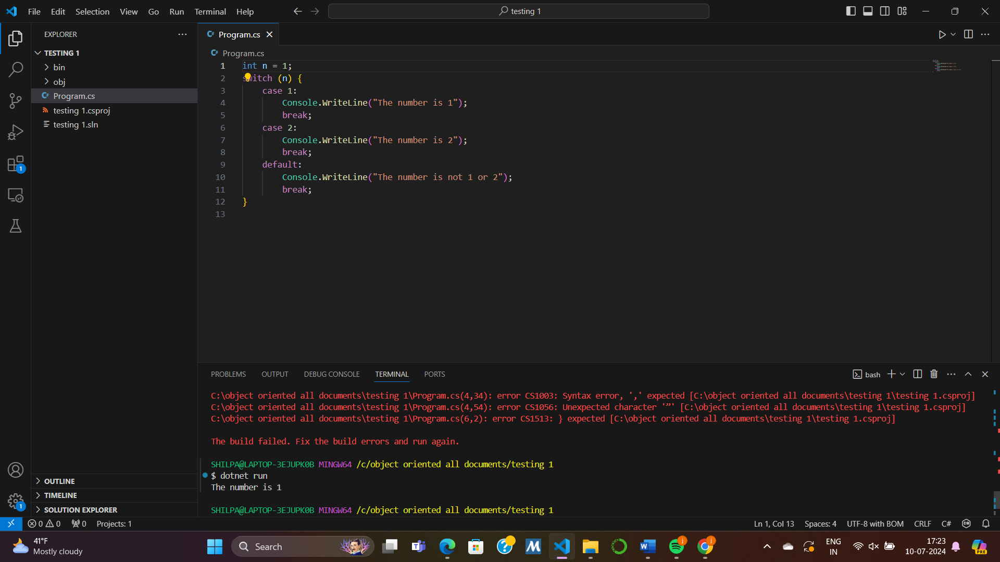 File Edit Selection View Go Run Terminal Help
testing 1
EXPLORER
Program.cs
TESTING 1
bin
obj
Program.cs
testing 1.csproj
testing 1.sln
Program.cs
1 int n = 1;
2 switch (n) {
3 case 1:
4 Console.WriteLine("The number is 1");
5 break;
6 case 2:
7 Console.WriteLine("The number is 2");
8 break;
9 default:
10 Console.WriteLine("The number is not 1 or 2");
11 break;
12 }
13
1
PROBLEMS OUTPUT DEBUG CONSOLE TERMINAL PORTS
bash
C:\object oriented all documents\testing 1\Program.cs(4,34): error CS1003: Syntax error, ',' expected [C:\object oriented all documents\testing 1\testing 1.csproj]
C:\object oriented all documents\testing 1\Program.cs(4,54): error CS1056: Unexpected character '”' [C:\object oriented all documents\testing 1\testing 1.csproj]
C:\object oriented all documents\testing 1\Program.cs(6,2): error CS1513: } expected [C:\object oriented all documents\testing 1\testing 1.csproj]
The build failed. Fix the build errors and run again.
SHILPA@LAPTOP-3EJUPK0B MINGW64 /c/object oriented all documents/testing 1
$ dotnet run
The number is 1
SHILPA@LAPTOP-3EJUPK0B MINGW64 /c/object oriented all documents/testing 1
OUTLINE
TIMELINE
SOLUTION EXPLORER
1
0 0 0 Projects: 1
Ln 1, Col 13 Spaces: 4 UTF-8 with BOM CRLF C#
41°F
Mostly cloudy
Search
ENG
IN
17:23
10-07-2024
PRE